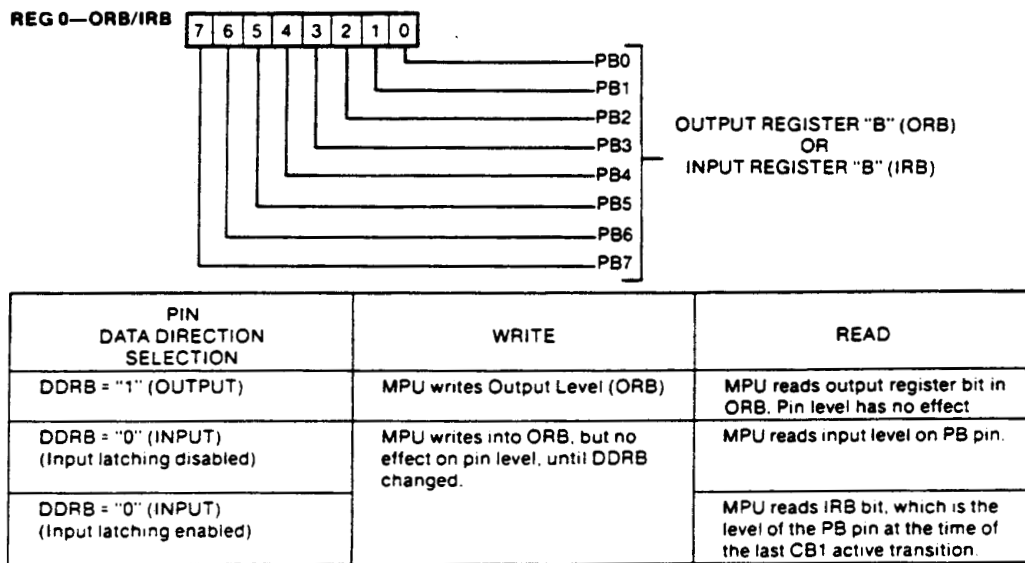 REG 0—ORB/IRB
7 6 5 4 3 2 1 0
PB0
PB1
PB2
PB3
PB4
PB5
PB6
PB7
OUTPUT REGISTER "B" (ORB)
OR
INPUT REGISTER "B" (IRB)
PIN
DATA DIRECTION
SELECTION
WRITE
READ
DDRB = "1" (OUTPUT)
MPU writes Output Level (ORB)
MPU reads output register bit in
ORB. Pin level has no effect
DDRB = "0" (INPUT)
(Input latching disabled)
MPU writes into ORB, but no
effect on pin level, until DDRB
changed.
MPU reads input level on PB pin.
DDRB = "0" (INPUT)
(Input latching enabled)
MPU reads IRB bit, which is the
level of the PB pin at the time of
the last CB1 active transition.